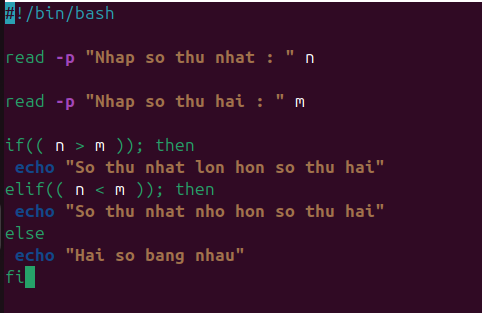 #!/bin/bash
read -p "Nhap so thu nhat : " n
read -p "Nhap so thu hai : " m
if(( n > m )); then
 echo "So thu nhat lon hon so thu hai"
elif(( n < m )); then
 echo "So thu nhat nho hon so thu hai"
else
 echo "Hai so bang nhau"
fi